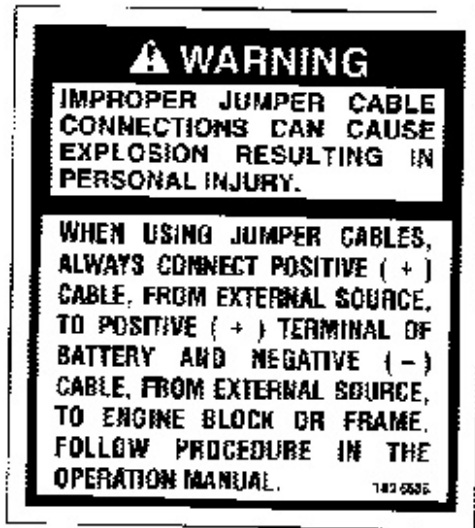 ⚠ WARNING
IMPROPER JUMPER CABLE
CONNECTIONS CAN CAUSE
EXPLOSION RESULTING IN
PERSONAL INJURY.
WHEN USING JUMPER CABLES,
ALWAYS CONNECT POSITIVE ( + )
CABLE, FROM EXTERNAL SOURCE,
TO POSITIVE ( + ) TERMINAL OF
BATTERY AND NEGATIVE ( - )
CABLE, FROM EXTERNAL SOURCE,
TO ENGINE BLOCK OR FRAME.
FOLLOW PROCEDURE IN THE
OPERATION MANUAL.